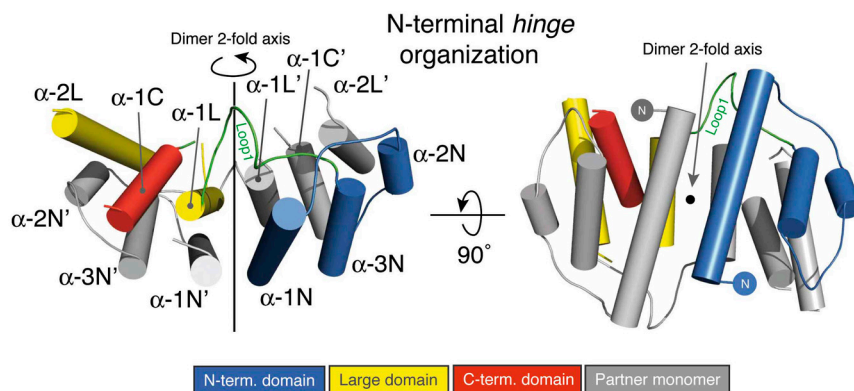 N-terminal hinge
organization
Dimer 2-fold axis
α-1C'
α-2L
α-1C
α-1L
α-1L'
α-2L'
Loop1
α-2N
α-2N'
α-3N'
α-1N'
α-1N
α-3N
90°
Dimer 2-fold axis
N
Loop1
N
N-term. domain
Large domain
C-term. domain
Partner monomer